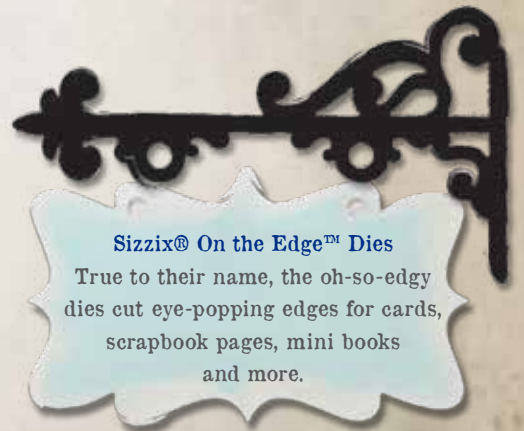 Sizzix® On the Edge™ Dies
True to their name, the oh-so-edgy
dies cut eye-popping edges for cards,
scrapbook pages, mini books
and more.